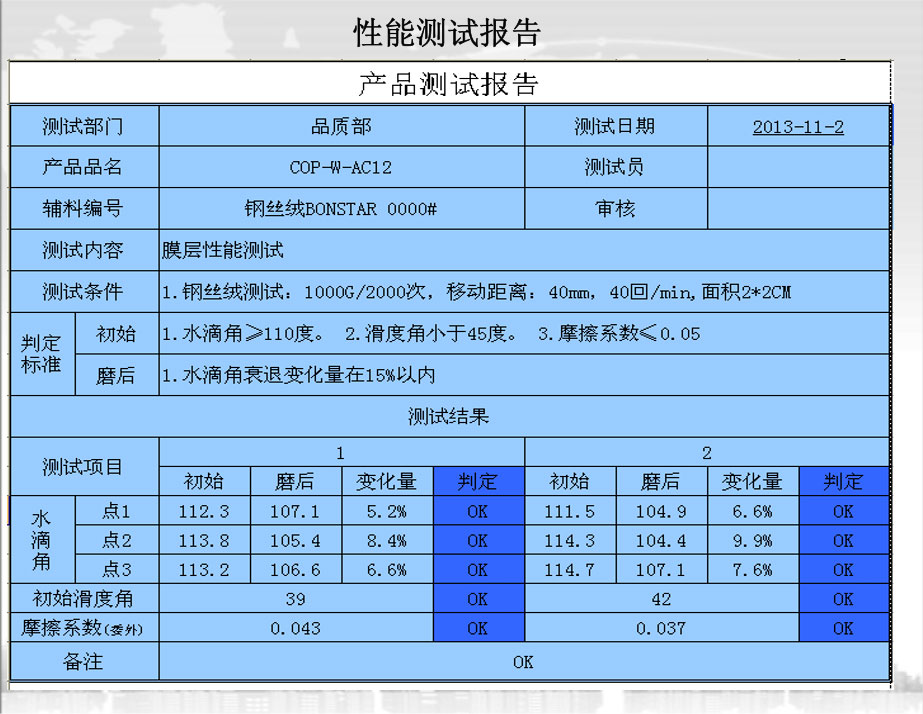 性能测试报告
产品测试报告
测试部门 品质部 测试日期 2013-11-2
产品品名 COP-W-AC12 测试员
辅料编号 钢丝绒BONSTAR 0000# 审核
测试内容 膜层性能测试
测试条件 1.钢丝绒测试：1000G/2000次，移动距离：40mm，40回/min,面积2*2CM
判定标准 初始 1.水滴角≥110度。 2.滑度角小于45度。 3.摩擦系数≤0.05
磨后 1.水滴角衰退变化量在15%以内
测试结果
测试项目 1 2
初始 磨后 变化量 判定 初始 磨后 变化量 判定
水滴角 点1 112.3 107.1 5.2% OK 111.5 104.9 6.6% OK
点2 113.8 105.4 8.4% OK 114.3 104.4 9.9% OK
点3 113.2 106.6 6.6% OK 114.7 107.1 7.6% OK
初始滑度角 39 OK 42 OK
摩擦系数(委外) 0.043 OK 0.037 OK
备注 OK